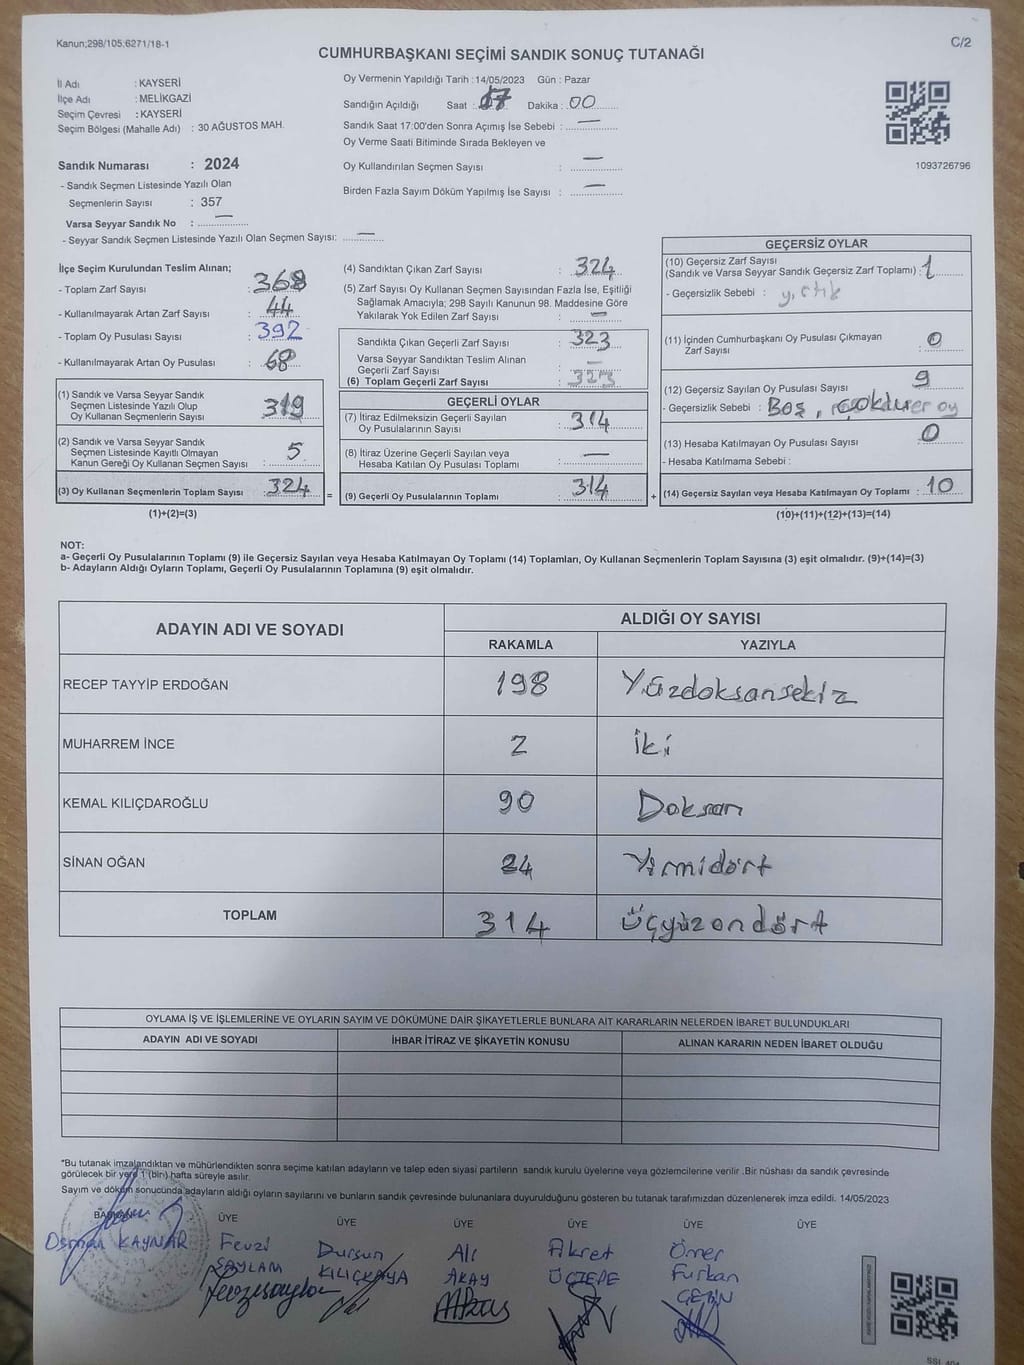 Kanun;298/105;6271/18-1
C/2
CUMHURBAŞKANI SEÇİMİ SANDIK SONUÇ TUTANAĞI
İl Adı : KAYSERİ
İlçe Adı : MELİKGAZİ
Seçim Çevresi : KAYSERİ
Seçim Bölgesi (Mahalle Adı) : 30 AĞUSTOS MAH.
Sandık Numarası : 2024
- Sandık Seçmen Listesinde Yazılı Olan
Seçmenlerin Sayısı : 357
Varsa Seyyar Sandık No : —
- Seyyar Sandık Seçmen Listesinde Yazılı Olan Seçmen Sayısı: —
Oy Vermenin Yapıldığı Tarih : 14/05/2023 Gün : Pazar
Sandığın Açıldığı Saat : 17 Dakika : 00
Sandık Saat 17:00'den Sonra Açımış İse Sebebi : —
Oy Verme Saati Bitiminde Sırada Bekleyen ve
Oy Kullandırılan Seçmen Sayısı : —
Birden Fazla Sayım Döküm Yapılmış İse Sayısı : —
1093726796
İlçe Seçim Kurulundan Teslim Alınan;
- Toplam Zarf Sayısı : 368
- Kullanılmayarak Artan Zarf Sayısı : 44
- Toplam Oy Pusulası Sayısı : 392
- Kullanılmayarak Artan Oy Pusulası : 68
(1) Sandık ve Varsa Seyyar Sandık
Seçmen Listesinde Yazılı Olup
Oy Kullanan Seçmenlerin Sayısı : 319
(2) Sandık ve Varsa Seyyar Sandık
Seçmen Listesinde Kayıtlı Olmayan
Kanun Gereği Oy Kullanan Seçmen Sayısı : 5
(3) Oy Kullanan Seçmenlerin Toplam Sayısı : 324 =
(1)+(2)=(3)
(4) Sandıktan Çıkan Zarf Sayısı : 324
(5) Zarf Sayısı Oy Kullanan Seçmen Sayısından Fazla İse, Eşitliği
Sağlamak Amacıyla; 298 Sayılı Kanunun 98. Maddesine Göre
Yakılarak Yok Edilen Zarf Sayısı : —
Sandıkta Çıkan Geçerli Zarf Sayısı : 323
Varsa Seyyar Sandıktan Teslim Alınan
Geçerli Zarf Sayısı : —
(6) Toplam Geçerli Zarf Sayısı : 323
GEÇERLİ OYLAR
(7) İtiraz Edilmeksizin Geçerli Sayılan
Oy Pusulalarının Sayısı : 314
(8) İtiraz Üzerine Geçerli Sayılan veya
Hesaba Katılan Oy Pusulası Toplamı : —
(9) Geçerli Oy Pusulalarının Toplamı : 314 +
GEÇERSİZ OYLAR
(10) Geçersiz Zarf Sayısı
(Sandık ve Varsa Seyyar Sandık Geçersiz Zarf Toplamı) : 1
- Geçersizlik Sebebi : yırtık
(11) İçinden Cumhurbaşkanı Oy Pusulası Çıkmayan
Zarf Sayısı : 0
(12) Geçersiz Sayılan Oy Pusulası Sayısı : 9
- Geçersizlik Sebebi : Boş, oy
(13) Hesaba Katılmayan Oy Pusulası Sayısı : 0
- Hesaba Katılmama Sebebi :
(14) Geçersiz Sayılan veya Hesaba Katılmayan Oy Toplamı : 10
(10)+(11)+(12)+(13)=(14)
NOT:
a- Geçerli Oy Pusulalarının Toplamı (9) ile Geçersiz Sayılan veya Hesaba Katılmayan Oy Toplamı (14) Toplamları, Oy Kullanan Seçmenlerin Toplam Sayısına (3) eşit olmalıdır. (9)+(14)=(3)
b- Adayların Aldığı Oyların Toplamı, Geçerli Oy Pusulalarının Toplamına (9) eşit olmalıdır.
ADAYIN ADI VE SOYADI ALDIĞI OY SAYISI
RAKAMLA YAZIYLA
RECEP TAYYİP ERDOĞAN 198 Yüzdoksansekiz
MUHARREM İNCE 2 İki
KEMAL KILIÇDAROĞLU 90 Doksan
SİNAN OĞAN 24 Yirmidört
TOPLAM 314 Üçyüzondört
OYLAMA İŞ VE İŞLEMLERİNE VE OYLARIN SAYIM VE DÖKÜMÜNE DAİR ŞİKAYETLERLE BUNLARA AİT KARARLARIN NELERDEN İBARET BULUNDUKLARI
ADAYIN ADI VE SOYADI İHBAR İTİRAZ VE ŞİKAYETİN KONUSU ALINAN KARARIN NEDEN İBARET OLDUĞU
*Bu tutanak imzalandıktan ve mühürlendikten sonra seçime katılan adayların ve talep eden siyasi partilerin sandık kurulu üyelerine veya gözlemcilerine verilir .Bir nüshası da sandık çevresinde
görülecek bir yere 1 (bin) hafta süreyle asılır.
Sayım ve döküm sonucunda adayların aldığı oyların sayılarını ve bunların sandık çevresinde bulunanlara duyurulduğunu gösteren bu tutanak tarafımızdan düzenlenerek imza edildi. 14/05/2023
BAŞKAN ÜYE ÜYE ÜYE ÜYE ÜYE ÜYE
Osman KAYNAR
Fevzi SAYLAM
Dursun KILIÇKAYA
Ali AKAY
Fikret ÜÇZEPE
Ömer Furkan